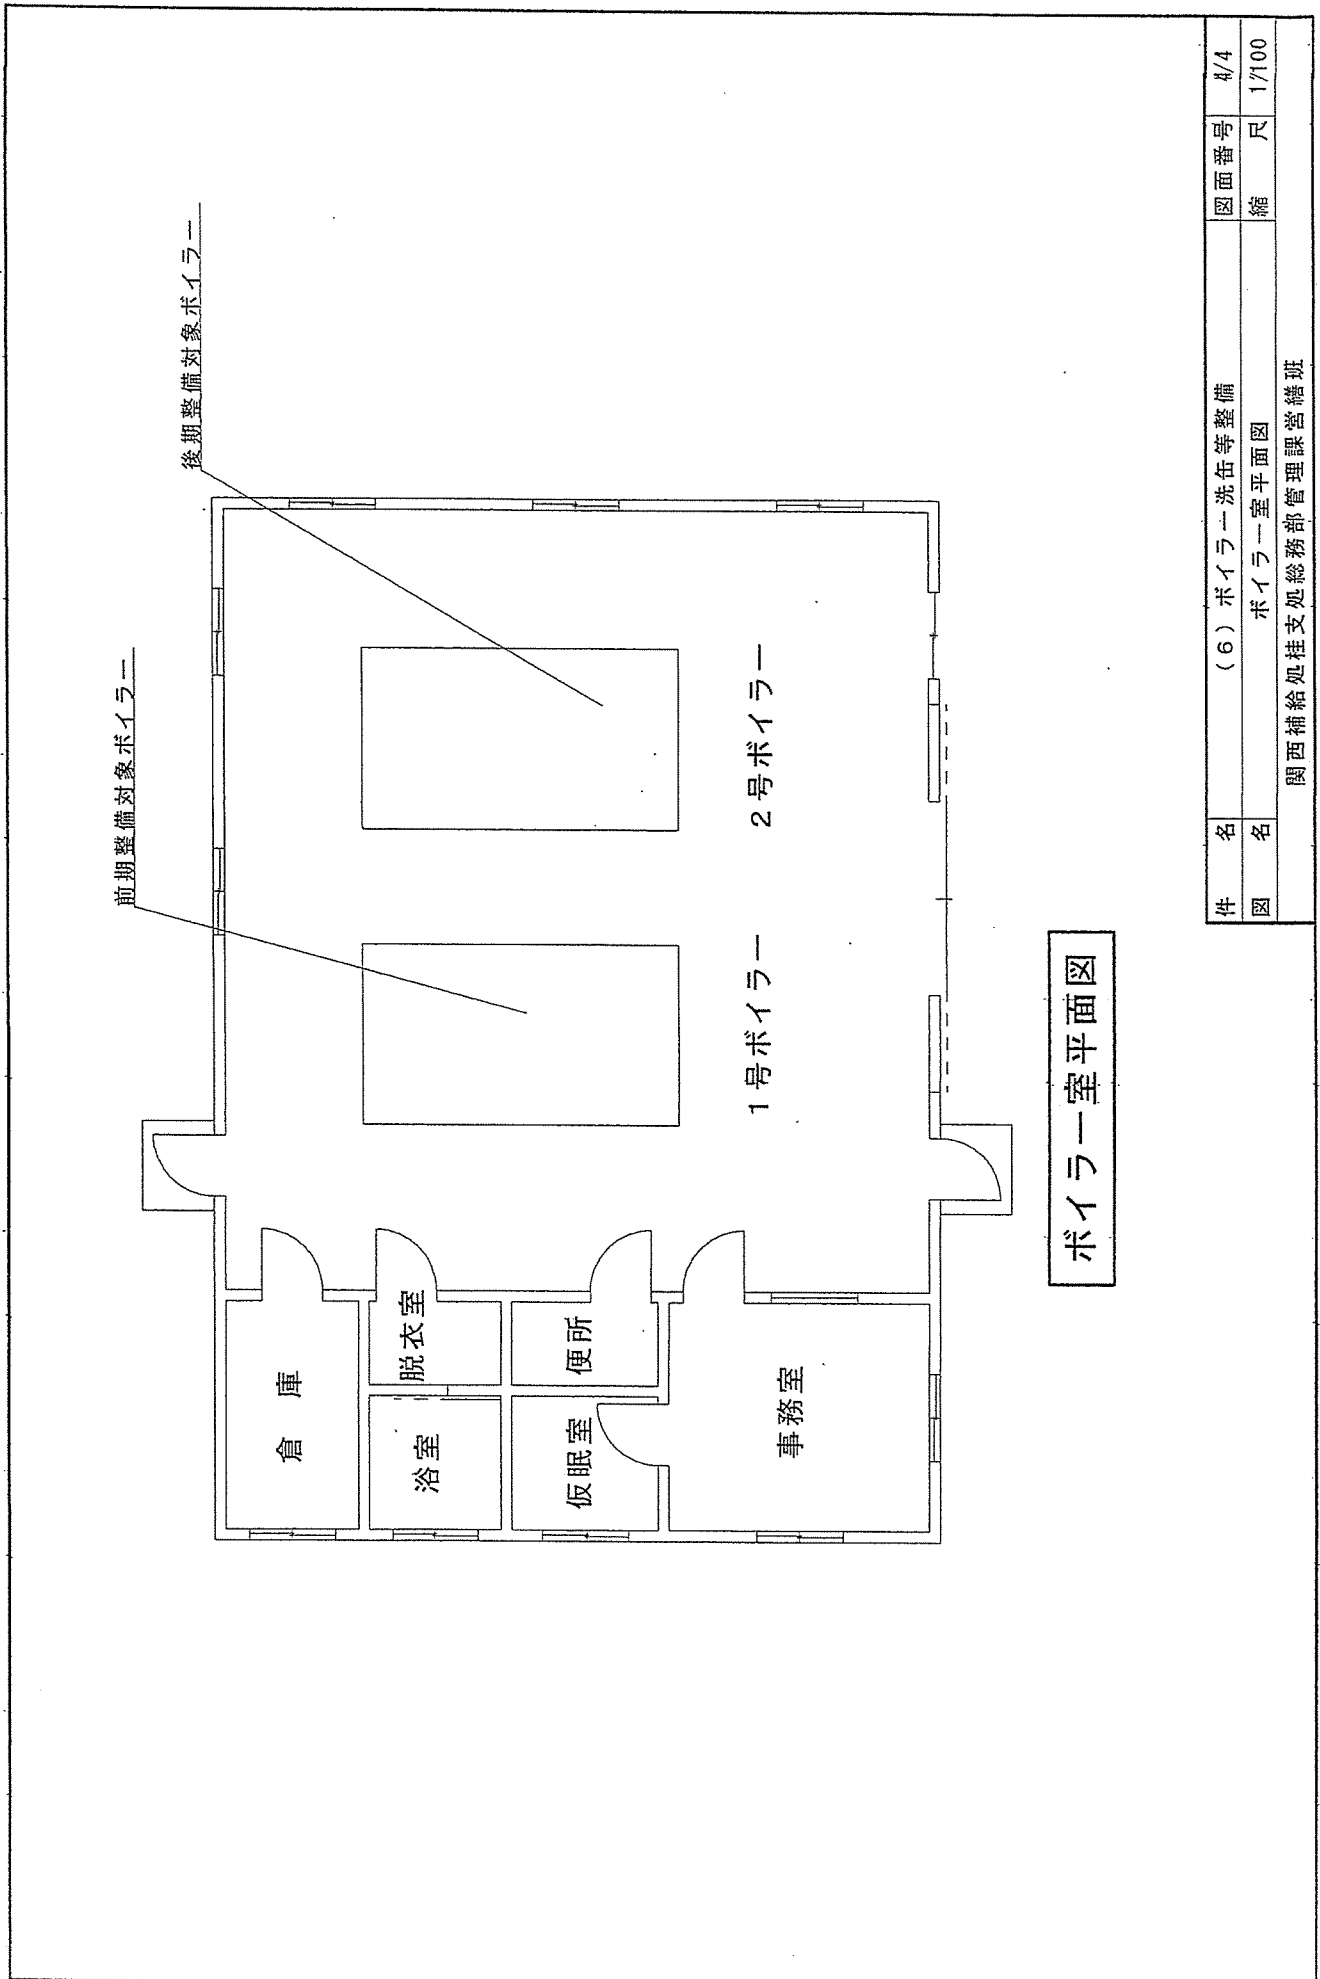 前期整備対象ボイラー
後期整備対象ボイラー
倉 庫
脱衣室
浴室
便所
仮眠室
事務室
1号ボイラー
2号ボイラー
ボイラー室平面図
件 名 (6)ボイラー洗缶等整備 図面番号 4/4
図 名 ボイラー室平面図 縮 尺 1/100
関西補給処桂支処総務部管理課営繕班